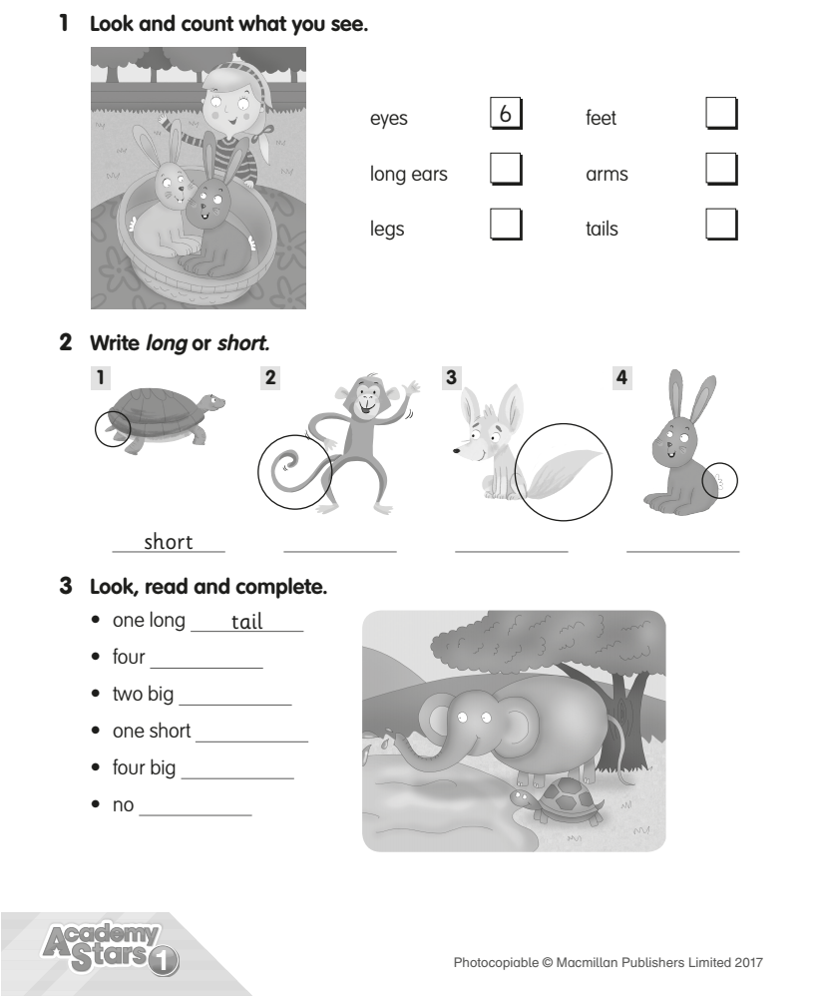 1 Look and count what you see.
eyes 6 feet
long ears arms
legs tails
2 Write long or short.
1 2 3 4
short
3 Look, read and complete.
• one long tail
• four
• two big
• one short
• four big
• no
Academy
Stars 1
Photocopiable © Macmillan Publishers Limited 2017